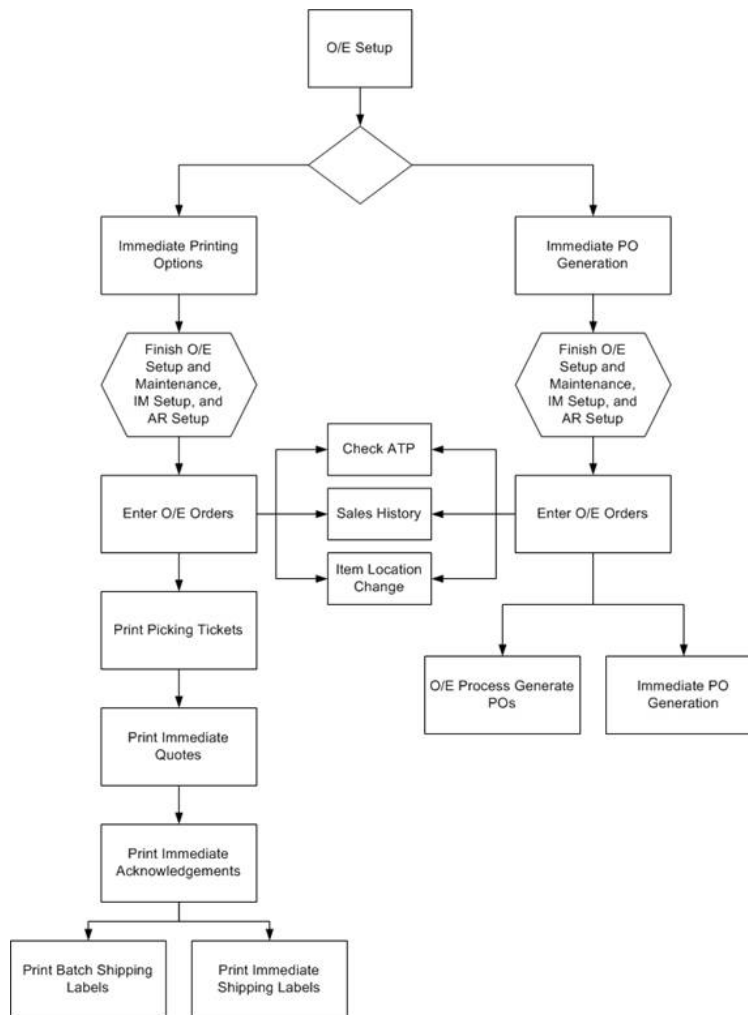 O/E Setup
Immediate Printing
Options
Immediate PO
Generation
Finish O/E
Setup and
Maintenance,
IM Setup, and
AR Setup
Finish O/E
Setup and
Maintenance,
IM Setup, and
AR Setup
Check ATP
Enter O/E Orders
Sales History
Enter O/E Orders
Item Location
Change
Print Picking Tickets
O/E Process Generate
POs
Immediate PO
Generation
Print Immediate
Quotes
Print Immediate
Acknowledgements
Print Batch Shipping
Labels
Print Immediate
Shipping Labels